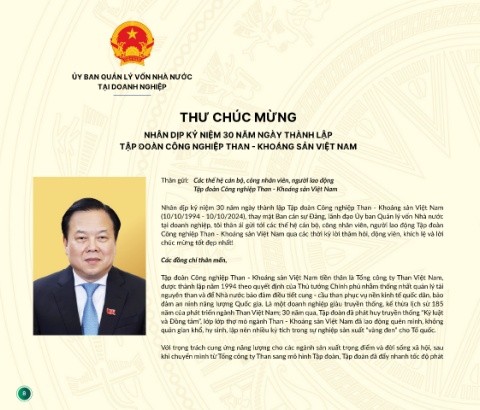 ỦY BAN QUẢN LÝ VỐN NHÀ NƯỚC
TẠI DOANH NGHIỆP
THƯ CHÚC MỪNG
NHÂN DỊP KỶ NIỆM 30 NĂM NGÀY THÀNH LẬP
TẬP ĐOÀN CÔNG NGHIỆP THAN - KHOÁNG SẢN VIỆT NAM
Thân gửi: Các thế hệ cán bộ, công nhân viên, người lao động
Tập đoàn Công nghiệp Than - Khoáng sản Việt Nam
Nhân dịp kỷ niệm 30 năm ngày thành lập Tập đoàn Công nghiệp Than - Khoáng sản Việt Nam
(10/10/1994 - 10/10/2024), thay mặt Ban cán sự Đảng, lãnh đạo Ủy ban Quản lý vốn Nhà nước
tại doanh nghiệp, tôi thân ái gửi tới các thế hệ cán bộ, công nhân viên, người lao động Tập đoàn
Công nghiệp Than - Khoáng sản Việt Nam qua các thời kỳ lời thăm hỏi, động viên, khích lệ và lời
chúc mừng tốt đẹp nhất!
Các đồng chí thân mến,
Tập đoàn Công nghiệp Than - Khoáng sản Việt Nam tiền thân là Tổng công ty Than Việt Nam,
được thành lập năm 1994 theo quyết định của Thủ tướng Chính phủ nhằm thống nhất quản lý tài
nguyên than và để Nhà nước bảo đảm điều tiết cung - cầu than phục vụ nền kinh tế quốc dân, bảo
đảm an ninh năng lượng Quốc gia. Là một doanh nghiệp giàu truyền thống, kế thừa lịch sử 185
năm của phát triển ngành Than Việt Nam; 30 năm qua, Tập đoàn đã phát huy truyền thống "Kỷ luật
và Đồng tâm", lớp lớp thợ mỏ ngành Than - Khoáng sản Việt Nam đã lao động quên mình, không
quản gian khổ, hy sinh, lập nên nhiều kỳ tích trong sự nghiệp sản xuất "vàng đen" cho Tổ quốc.
Với trọng trách cung ứng năng lượng cho các ngành sản xuất trọng điểm và đời sống xã hội, sau
khi chuyển mình từ Tổng công ty Than sang mô hình Tập đoàn, Tập đoàn đã đẩy nhanh tốc độ phát
8